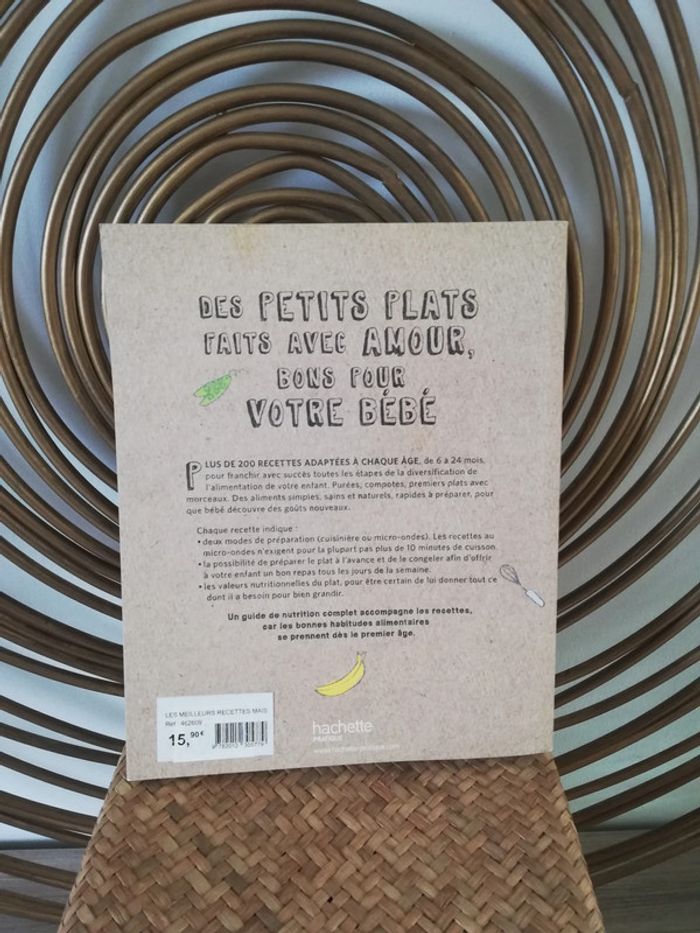 DES PETITS PLATS
FAITS AVEC AMOUR,
BONS POUR
VOTRE BÉBÉ
PLUS DE 200 RECETTES ADAPTÉES À CHAQUE ÂGE, de 6 à 24 mois,
pour franchir avec succès toutes les étapes de la diversification de
l'alimentation de votre enfant. Purées, compotes, premiers plats avec
morceaux. Des aliments simples, sains et naturels, rapides à préparer, pour
que bébé découvre des goûts nouveaux.
Chaque recette indique :
• deux modes de préparation (cuisinière ou micro-ondes). Les recettes au
micro-ondes n'exigent pour la plupart pas plus de 10 minutes de cuisson.
• la possibilité de préparer le plat à l'avance et de le congeler afin d'offrir
à votre enfant un bon repas tous les jours de la semaine.
• les valeurs nutritionnelles du plat, pour être certain de lui donner tout ce
dont il a besoin pour bien grandir.
Un guide de nutrition complet accompagne les recettes,
car les bonnes habitudes alimentaires
se prennent dès le premier âge.
LES MEILLEURS RECETTES MAIS
Réf : 462609
15,90€
hachette
PRATIQUE
www.hachette-pratique.com